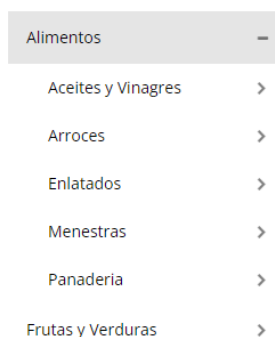 Alimentos
Aceites y Vinagres
Arroces
Enlatados
Menestras
Panaderia
Frutas y Verduras